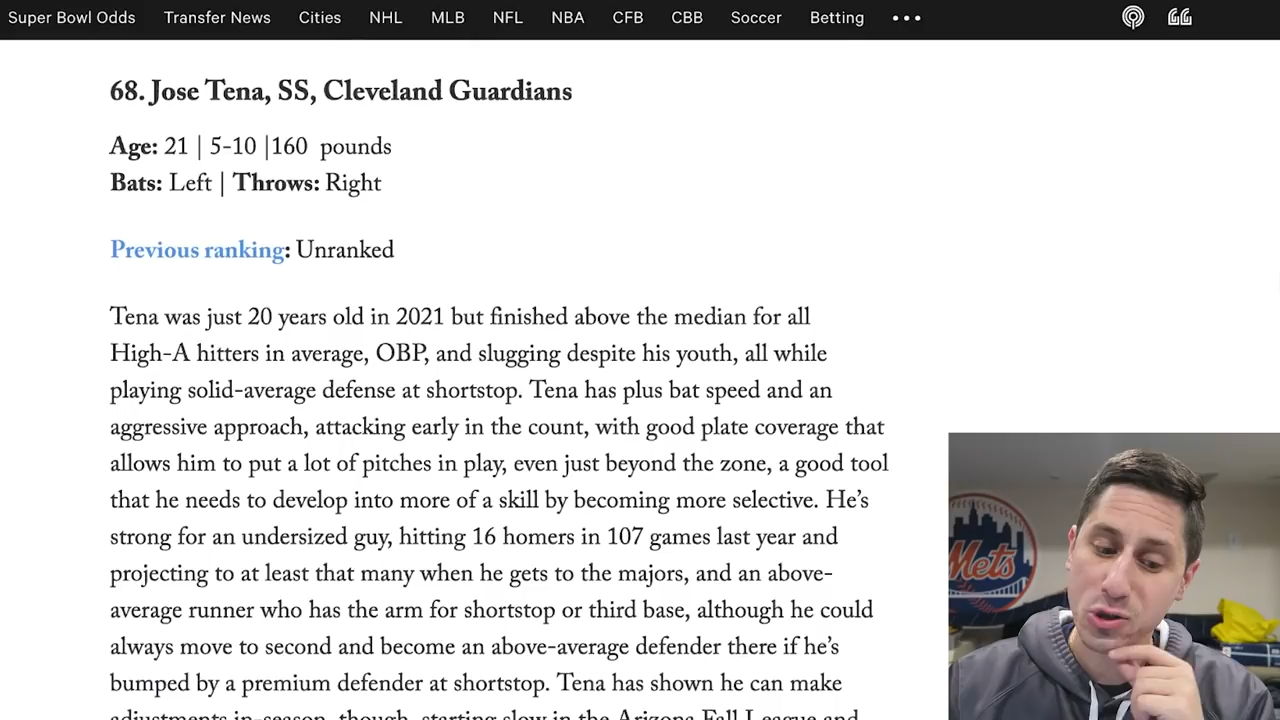 Super Bowl Odds Transfer News Cities NHL MLB NFL NBA CFB CBB Soccer Betting
68. Jose Tena, SS, Cleveland Guardians
Age: 21 | 5-10 |160 pounds
Bats: Left | Throws: Right
Previous ranking: Unranked
Tena was just 20 years old in 2021 but finished above the median for all
High-A hitters in average, OBP, and slugging despite his youth, all while
playing solid-average defense at shortstop. Tena has plus bat speed and an
aggressive approach, attacking early in the count, with good plate coverage that
allows him to put a lot of pitches in play, even just beyond the zone, a good tool
that he needs to develop into more of a skill by becoming more selective. He’s
strong for an undersized guy, hitting 16 homers in 107 games last year and
projecting to at least that many when he gets to the majors, and an above-
average runner who has the arm for shortstop or third base, although he could
always move to second and become an above-average defender there if he’s
bumped by a premium defender at shortstop. Tena has shown he can make
adjustments in-season, though, starting slow in the Arizona Fall League and
Mets